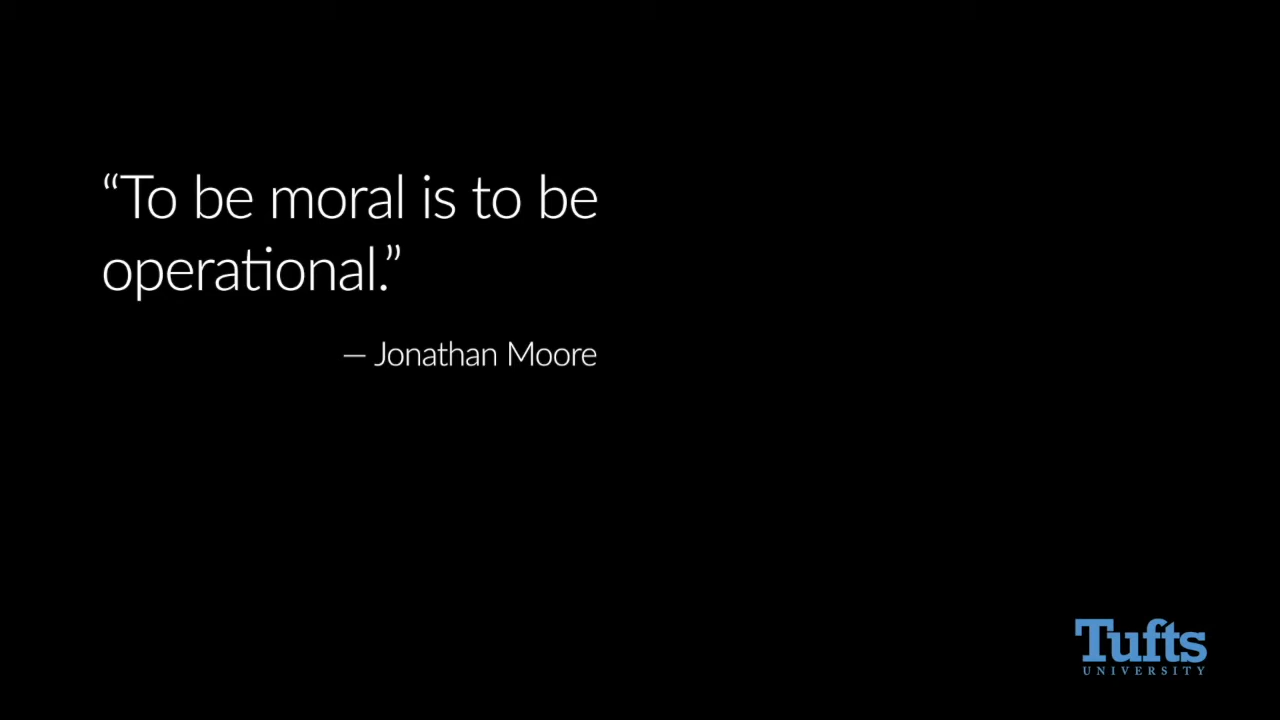 “To be moral is to be
operational.”
— Jonathan Moore
Tufts
UNIVERSITY